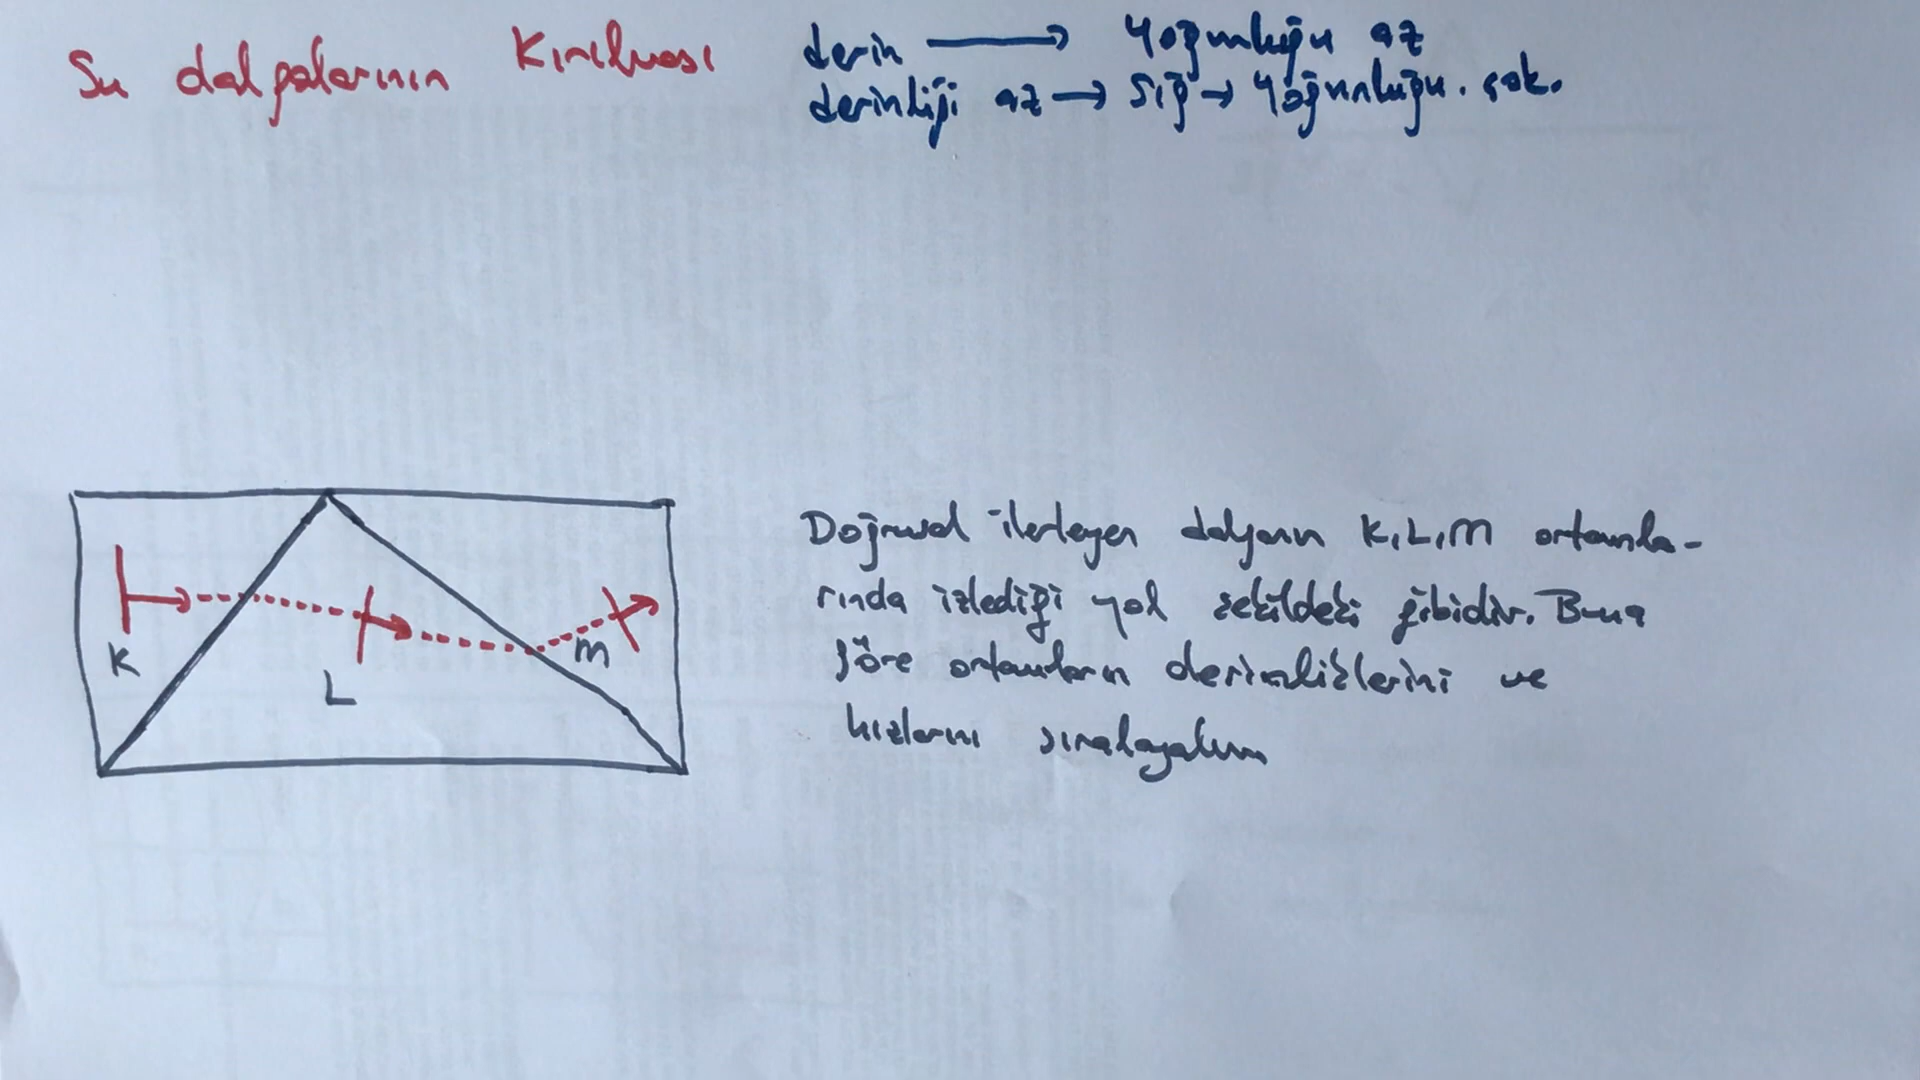 Su dalgalarının Kırılması
derin → Yoğunluğu az
derinliği az → sığ → Yoğunluğu. çok.
K
L
M
Doğrusal ilerleyen dalganın K, L, M ortamla-
rında izlediği yol şekildeki gibidir. Buna
göre ortamların derinliklerini ve
hızlarını sıralayalım